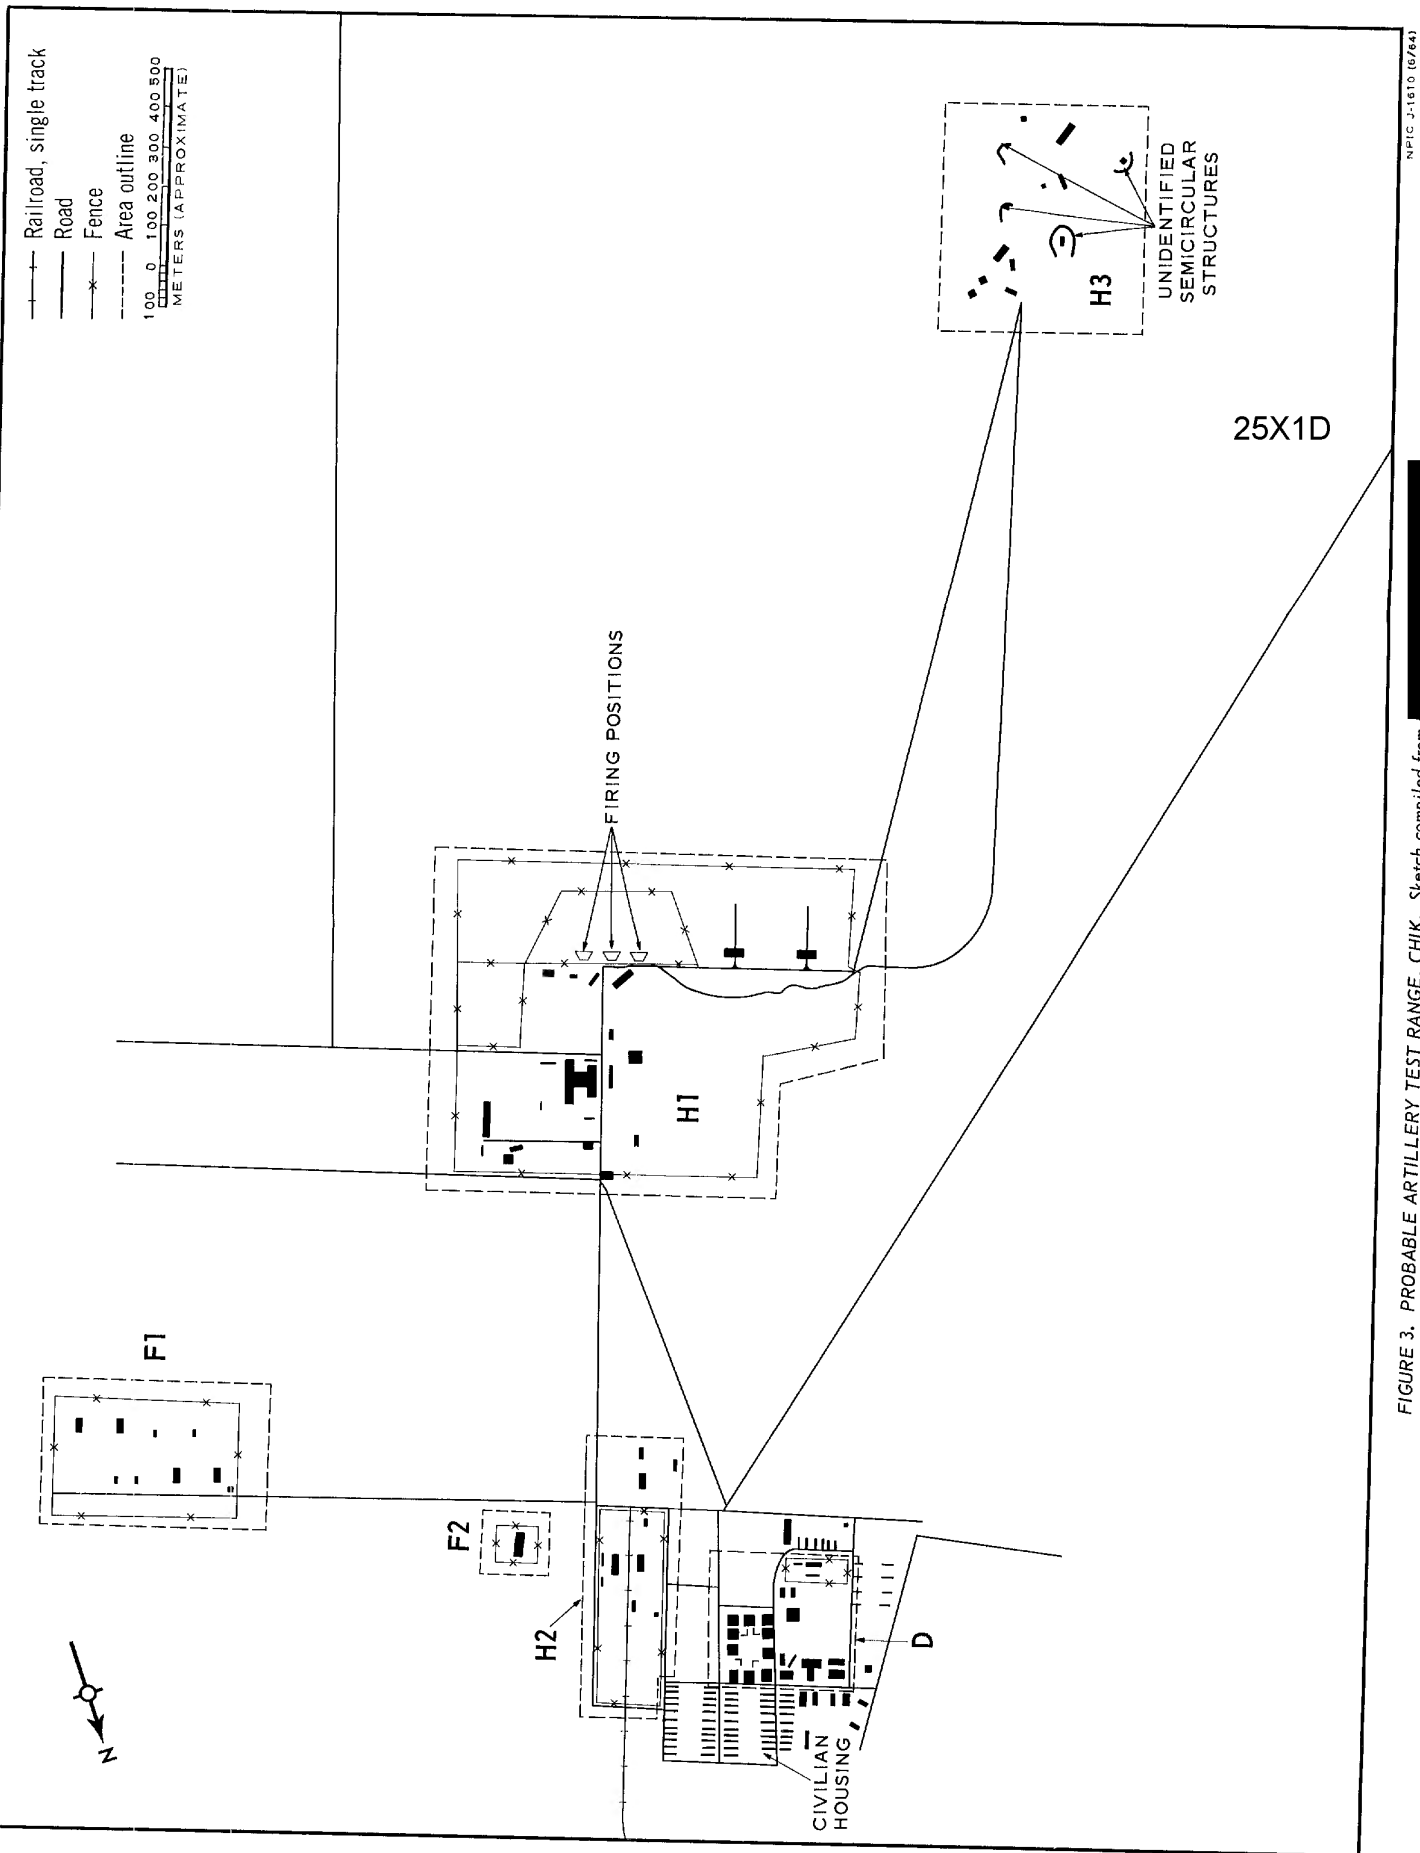 Railroad, single track
Road
Fence
Area outline
100 0 100 200 300 400 500
METERS (APPROXIMATE)
NPIC J-1610 (6/64)
UNIDENTIFIED
SEMICIRCULAR
STRUCTURES
H3
25X1D
FIRING POSITIONS
H1
F1
F2
H2
D
CIVILIAN
HOUSING
N
FIGURE 3. PROBABLE ARTILLERY TEST RANGE, CHIK. Sketch compiled from